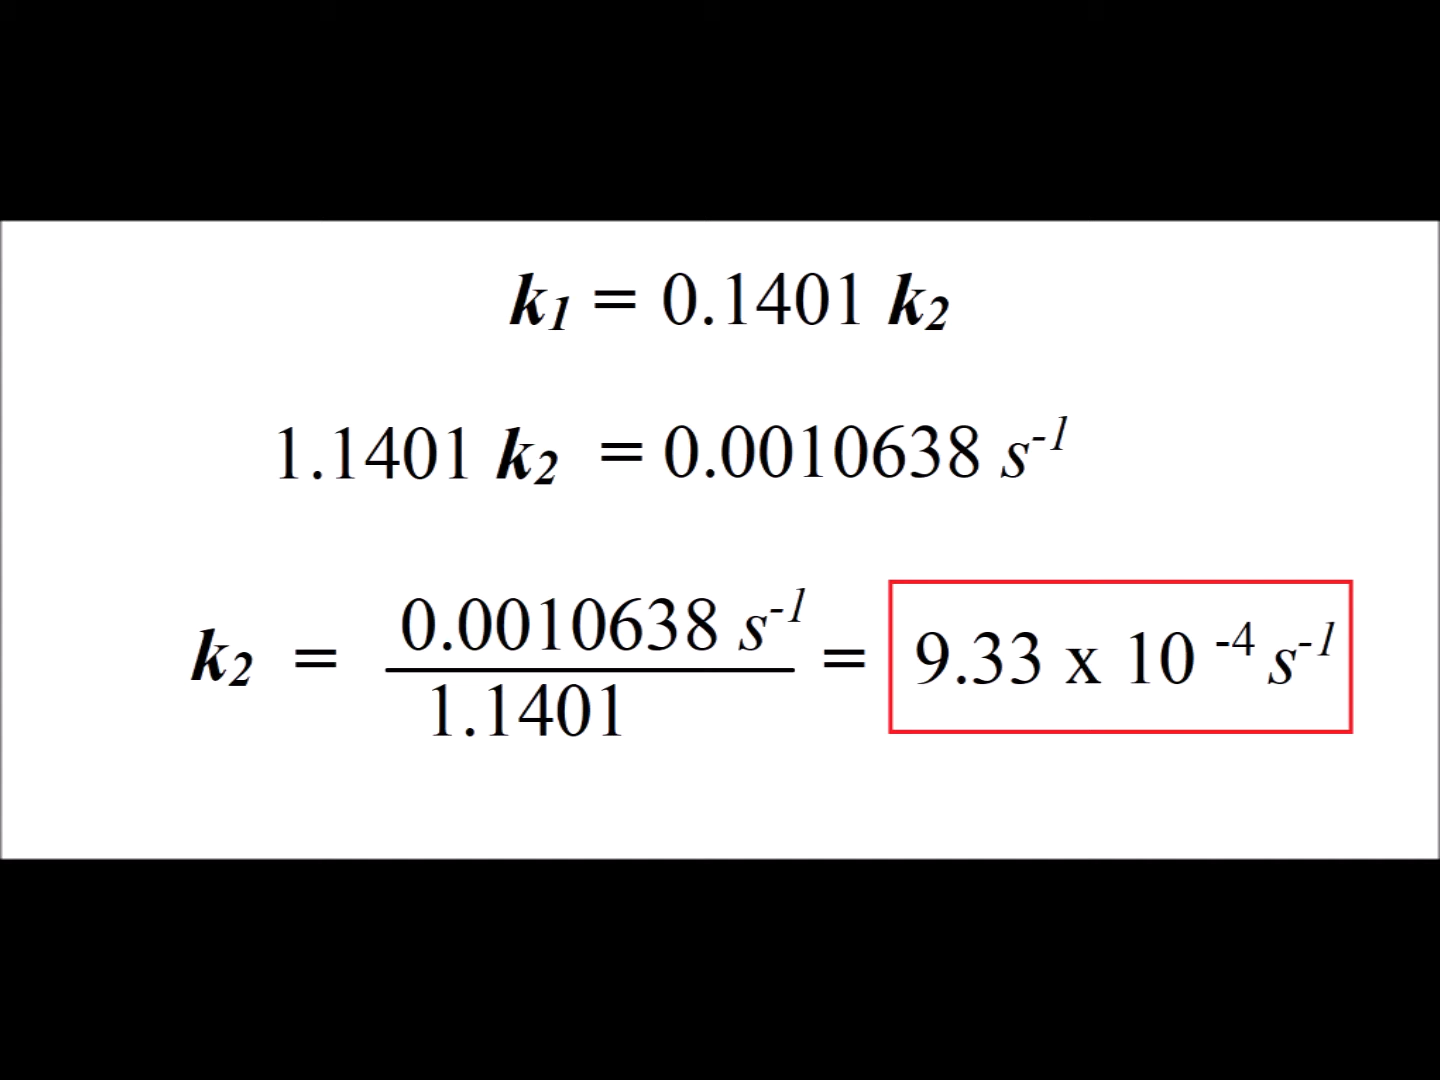 k1 = 0.1401 k2
1.1401 k2 = 0.0010638 s-1
k2 = 0.0010638 s-1 / 1.1401 = 9.33 x 10 -4 s-1